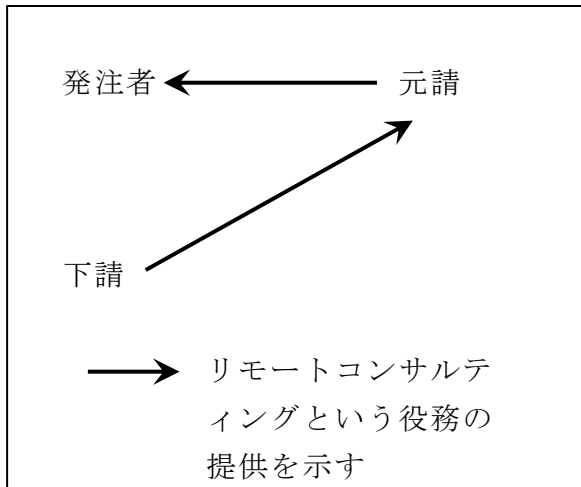 発注者
元請
下請
リモートコンサルテ
ィングという役務の
提供を示す